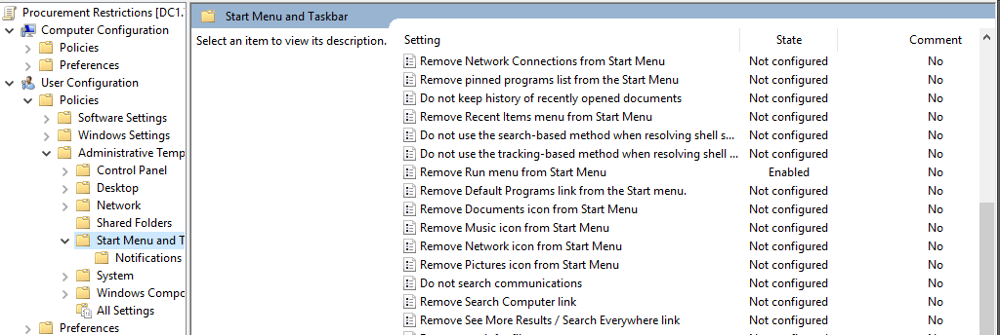 Procurement Restrictions [DC1.
Computer Configuration
Policies
Preferences
User Configuration
Policies
Software Settings
Windows Settings
Administrative Temp
Control Panel
Desktop
Network
Shared Folders
Start Menu and T
Notifications
System
Windows Compo
All Settings
Preferences
Start Menu and Taskbar
Select an item to view its description.
Setting State Comment
Remove Network Connections from Start Menu Not configured No
Remove pinned programs list from the Start Menu Not configured No
Do not keep history of recently opened documents Not configured No
Remove Recent Items menu from Start Menu Not configured No
Do not use the search-based method when resolving shell s... Not configured No
Do not use the tracking-based method when resolving shell ... Not configured No
Remove Run menu from Start Menu Enabled No
Remove Default Programs link from the Start menu. Not configured No
Remove Documents icon from Start Menu Not configured No
Remove Music icon from Start Menu Not configured No
Remove Network icon from Start Menu Not configured No
Remove Pictures icon from Start Menu Not configured No
Do not search communications Not configured No
Remove Search Computer link Not configured No
Remove See More Results / Search Everywhere link Not configured No